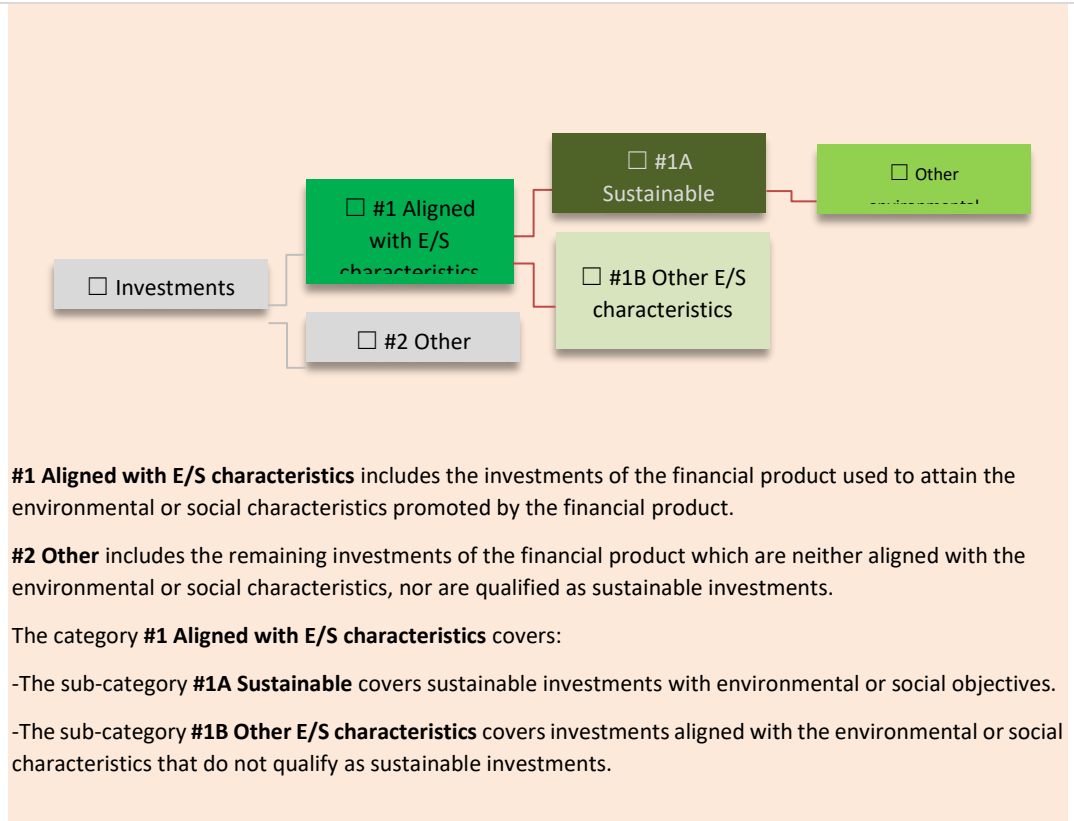 ☐ #1A
Sustainable
☐ Other
environmental
☐ #1 Aligned
with E/S
characteristics
☐ Investments
☐ #1B Other E/S
characteristics
☐ #2 Other
#1 Aligned with E/S characteristics includes the investments of the financial product used to attain the
environmental or social characteristics promoted by the financial product.
#2 Other includes the remaining investments of the financial product which are neither aligned with the
environmental or social characteristics, nor are qualified as sustainable investments.
The category #1 Aligned with E/S characteristics covers:
-The sub-category #1A Sustainable covers sustainable investments with environmental or social objectives.
-The sub-category #1B Other E/S characteristics covers investments aligned with the environmental or social
characteristics that do not qualify as sustainable investments.